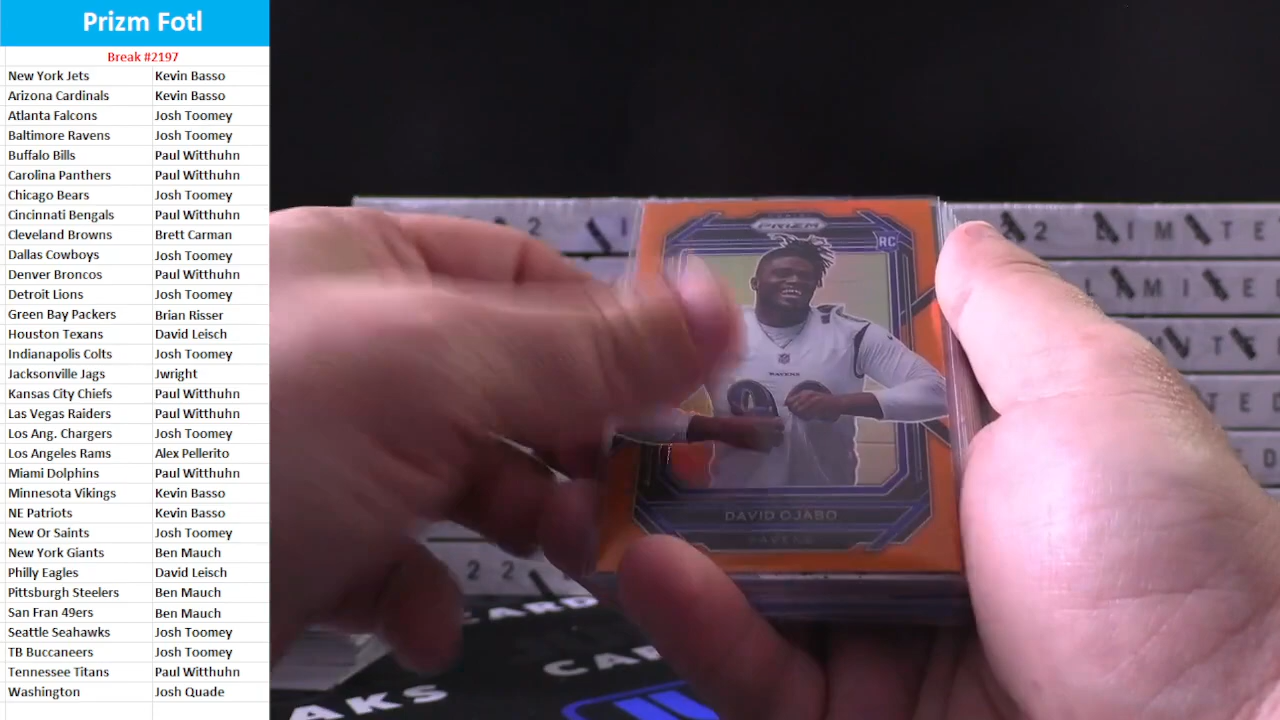 Prizm Fotl
Break #2197
New York Jets Kevin Basso
Arizona Cardinals Kevin Basso
Atlanta Falcons Josh Toomey
Baltimore Ravens Josh Toomey
Buffalo Bills Paul Witthuhn
Carolina Panthers Paul Witthuhn
Chicago Bears Josh Toomey
Cincinnati Bengals Paul Witthuhn
Cleveland Browns Brett Carman
Dallas Cowboys Josh Toomey
Denver Broncos Paul Witthuhn
Detroit Lions Josh Toomey
Green Bay Packers Brian Risser
Houston Texans David Leisch
Indianapolis Colts Josh Toomey
Jacksonville Jags Jwright
Kansas City Chiefs Paul Witthuhn
Las Vegas Raiders Paul Witthuhn
Los Ang. Chargers Josh Toomey
Los Angeles Rams Alex Pellerito
Miami Dolphins Paul Witthuhn
Minnesota Vikings Kevin Basso
NE Patriots Kevin Basso
New Or Saints Josh Toomey
New York Giants Ben Mauch
Philly Eagles David Leisch
Pittsburgh Steelers Ben Mauch
San Fran 49ers Ben Mauch
Seattle Seahawks Josh Toomey
TB Buccaneers Josh Toomey
Tennessee Titans Paul Witthuhn
Washington Josh Quade
PRIZM
RC
RAVENS
DAVID OJABO
RAVENS